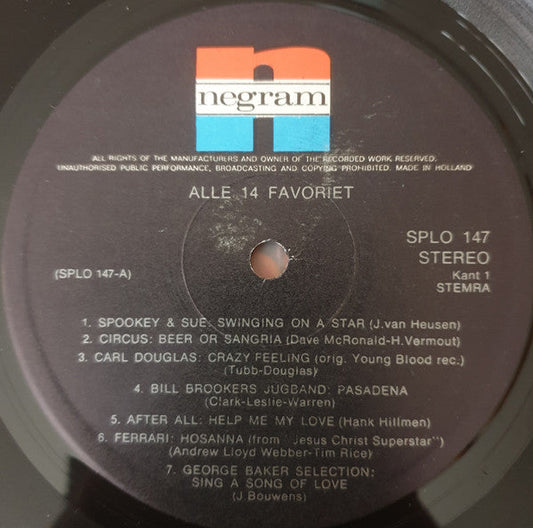 negram
ALL RIGHTS OF THE MANUFACTURERS AND OWNER OF THE RECORDED WORK RESERVED.
UNAUTHORISED PUBLIC PERFORMANCE, BROADCASTING AND COPYING PROHIBITED. MADE IN HOLLAND
ALLE 14 FAVORIET
SPLO 147
STEREO
(SPLO 147-A)
Kant 1
STEMRA
1. SPOOKEY & SUE: SWINGING ON A STAR (J.van Heusen)
2. CIRCUS: BEER OR SANGRIA (Dave McRonald-H.Vermout)
3. CARL DOUGLAS: CRAZY FEELING (orig. Young Blood rec.)
(Tubb-Douglas)
4. BILL BROOKERS JUGBAND: PASADENA
(Clark-Leslie-Warren)
5. AFTER ALL: HELP ME MY LOVE (Hank Hillmen)
6. FERRARI: HOSANNA (from "Jesus Christ Superstar")
(Andrew Lloyd Webber-Tim Rice)
7. GEORGE BAKER SELECTION:
SING A SONG OF LOVE
(J.Bouwens)